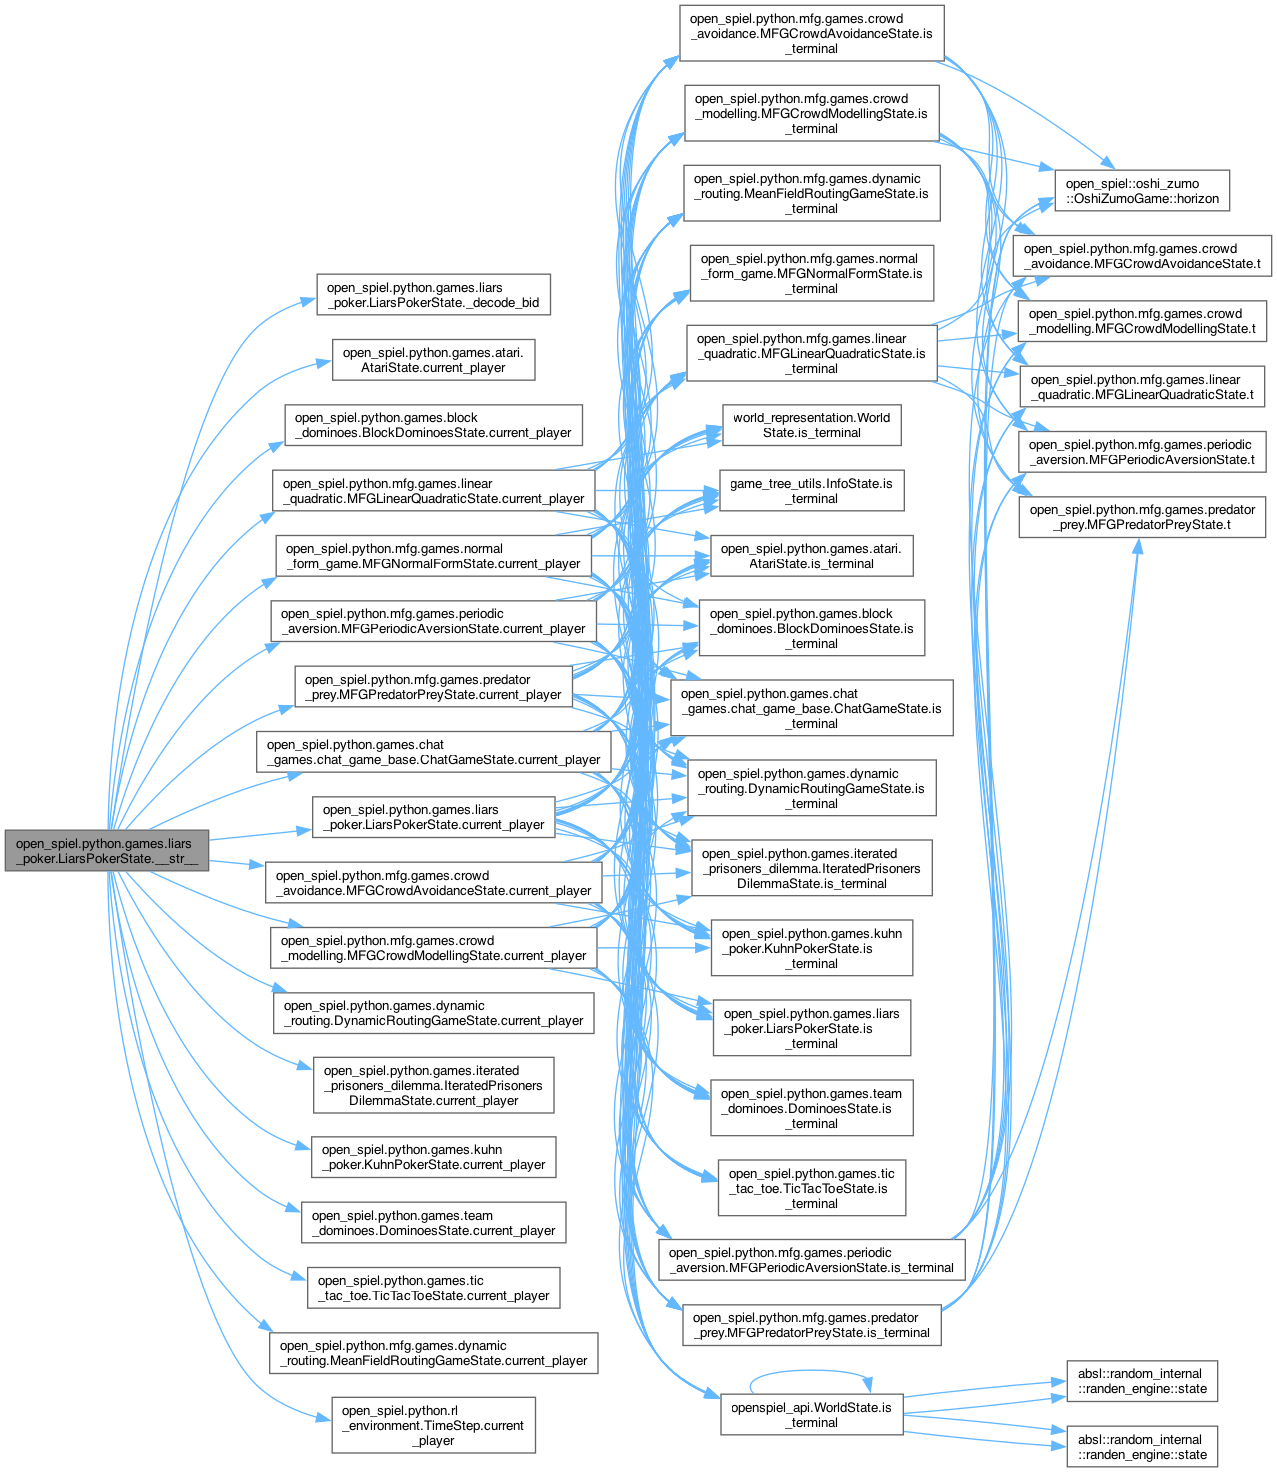 open_spiel.python.games.liars
_poker.LiarsPokerState.__str__
open_spiel.python.games.liars
_poker.LiarsPokerState._decode_bid
open_spiel.python.games.atari.
AtariState.current_player
open_spiel.python.games.block
_dominoes.BlockDominoesState.current_player
open_spiel.python.mfg.games.linear
_quadratic.MFGLinearQuadraticState.current_player
open_spiel.python.mfg.games.normal
_form_game.MFGNormalFormState.current_player
open_spiel.python.mfg.games.periodic
_aversion.MFGPeriodicAversionState.current_player
open_spiel.python.mfg.games.predator
_prey.MFGPredatorPreyState.current_player
open_spiel.python.games.chat
_games.chat_game_base.ChatGameState.current_player
open_spiel.python.games.liars
_poker.LiarsPokerState.current_player
open_spiel.python.mfg.games.crowd
_avoidance.MFGCrowdAvoidanceState.current_player
open_spiel.python.mfg.games.crowd
_modelling.MFGCrowdModellingState.current_player
open_spiel.python.games.dynamic
_routing.DynamicRoutingGameState.current_player
open_spiel.python.games.iterated
_prisoners_dilemma.IteratedPrisoners
DilemmaState.current_player
open_spiel.python.games.kuhn
_poker.KuhnPokerState.current_player
open_spiel.python.games.team
_dominoes.DominoesState.current_player
open_spiel.python.games.tic
_tac_toe.TicTacToeState.current_player
open_spiel.python.mfg.games.dynamic
_routing.MeanFieldRoutingGameState.current_player
open_spiel.python.rl
_environment.TimeStep.current
_player
open_spiel.python.mfg.games.crowd
_avoidance.MFGCrowdAvoidanceState.is
_terminal
open_spiel.python.mfg.games.crowd
_modelling.MFGCrowdModellingState.is
_terminal
open_spiel.python.mfg.games.dynamic
_routing.MeanFieldRoutingGameState.is
_terminal
open_spiel.python.mfg.games.normal
_form_game.MFGNormalFormState.is
_terminal
open_spiel.python.mfg.games.linear
_quadratic.MFGLinearQuadraticState.is
_terminal
world_representation.World
State.is_terminal
game_tree_utils.InfoState.is
_terminal
open_spiel.python.games.atari.
AtariState.is_terminal
open_spiel.python.games.block
_dominoes.BlockDominoesState.is
_terminal
open_spiel.python.games.chat
_games.chat_game_base.ChatGameState.is
_terminal
open_spiel.python.games.dynamic
_routing.DynamicRoutingGameState.is
_terminal
open_spiel.python.games.iterated
_prisoners_dilemma.IteratedPrisoners
DilemmaState.is_terminal
open_spiel.python.games.kuhn
_poker.KuhnPokerState.is
_terminal
open_spiel.python.games.liars
_poker.LiarsPokerState.is
_terminal
open_spiel.python.games.team
_dominoes.DominoesState.is
_terminal
open_spiel.python.games.tic
_tac_toe.TicTacToeState.is
_terminal
open_spiel.python.mfg.games.periodic
_aversion.MFGPeriodicAversionState.is_terminal
open_spiel.python.mfg.games.predator
_prey.MFGPredatorPreyState.is_terminal
openspiel_api.WorldState.is
_terminal
open_spiel::oshi_zumo
::OshiZumoGame::horizon
open_spiel.python.mfg.games.crowd
_avoidance.MFGCrowdAvoidanceState.t
open_spiel.python.mfg.games.crowd
_modelling.MFGCrowdModellingState.t
open_spiel.python.mfg.games.linear
_quadratic.MFGLinearQuadraticState.t
open_spiel.python.mfg.games.periodic
_aversion.MFGPeriodicAversionState.t
open_spiel.python.mfg.games.predator
_prey.MFGPredatorPreyState.t
absl::random_internal
::randen_engine::state
absl::random_internal
::randen_engine::state